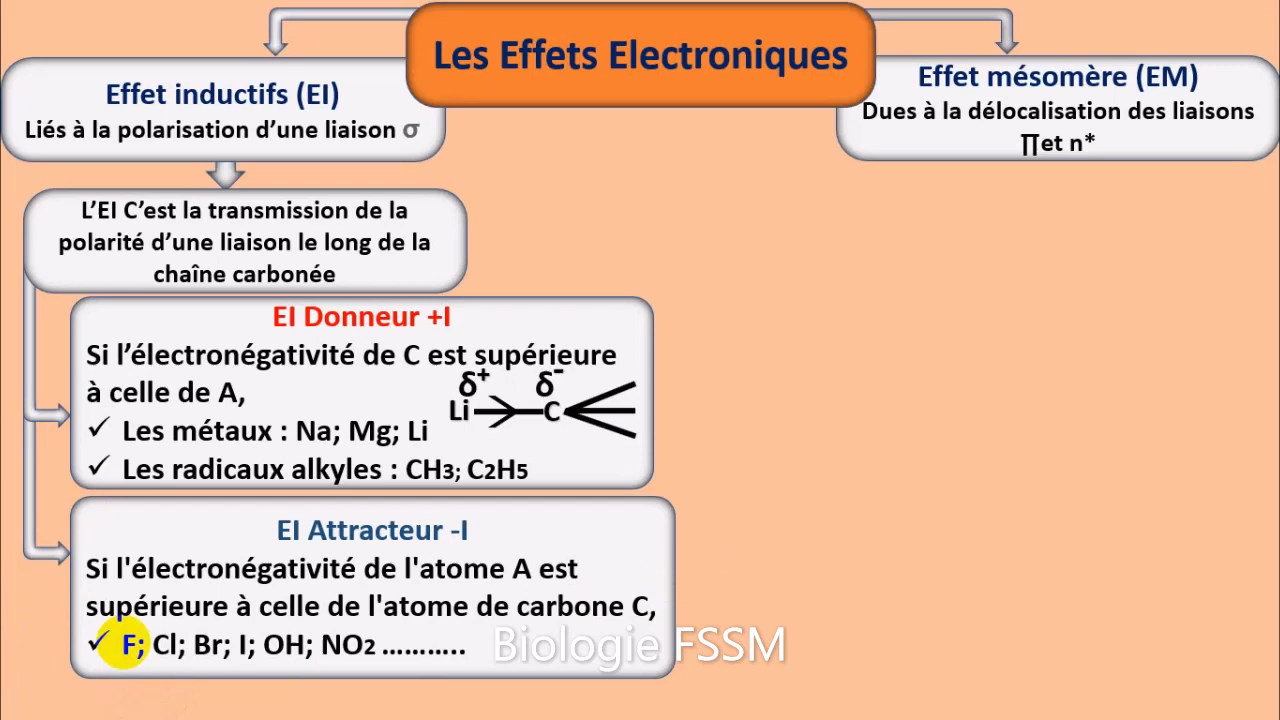 Les Effets Electroniques
Effet inductifs (EI)
Liés à la polarisation d’une liaison σ
Effet mésomère (EM)
Dues à la délocalisation des liaisons
∏et n*
L’EI C’est la transmission de la
polarité d’une liaison le long de la
chaîne carbonée
EI Donneur +I
Si l’électronégativité de C est supérieure
à celle de A,
δ+ δ-
Li C
✓ Les métaux : Na; Mg; Li
✓ Les radicaux alkyles : CH3; C2H5
EI Attracteur -I
Si l'électronégativité de l'atome A est
supérieure à celle de l'atome de carbone C,
✓ F; Cl; Br; I; OH; NO2 ………..
Biologie FSSM